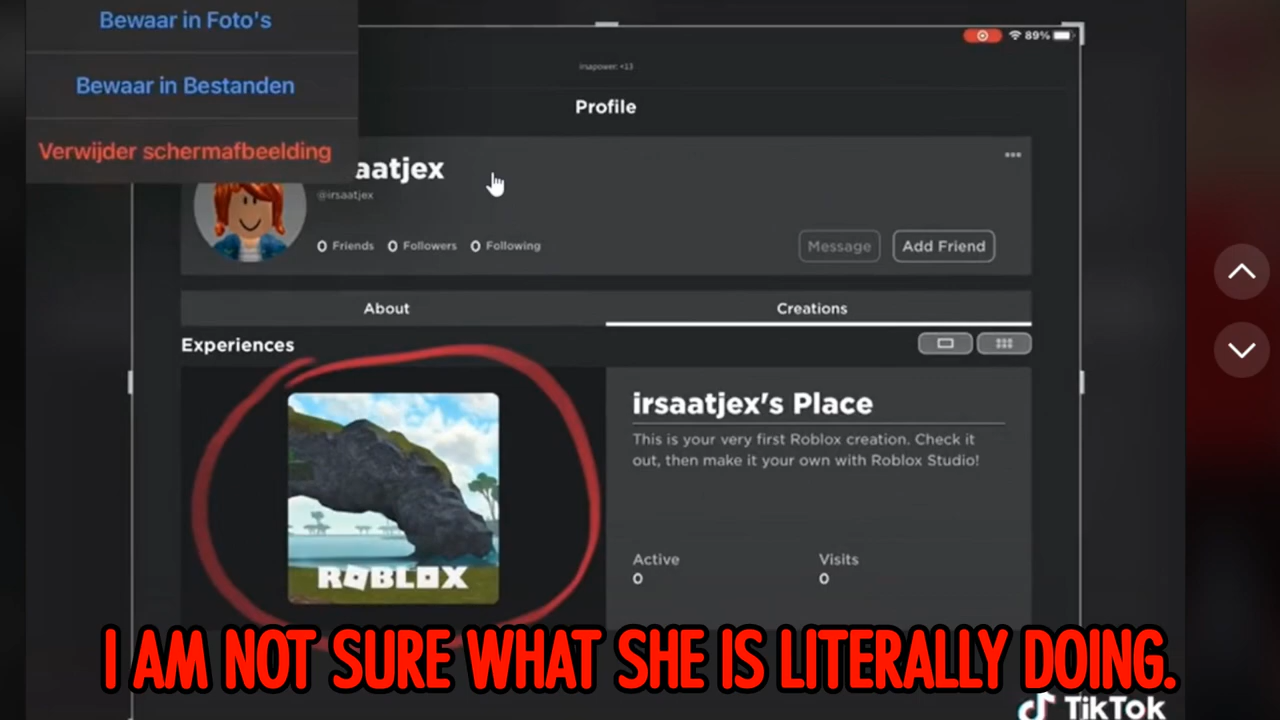 Bewaar in Foto's
Bewaar in Bestanden
Verwijder schermafbeelding
89%
irsapower: +13
Profile
aatjex
@irsaatjex
0 Friends 0 Followers 0 Following
Message Add Friend
About Creations
Experiences
ROBLOX
irsaatjex's Place
This is your very first Roblox creation. Check it
out, then make it your own with Roblox Studio!
Active Visits
0 0
I AM NOT SURE WHAT SHE IS LITERALLY DOING.
TikTok